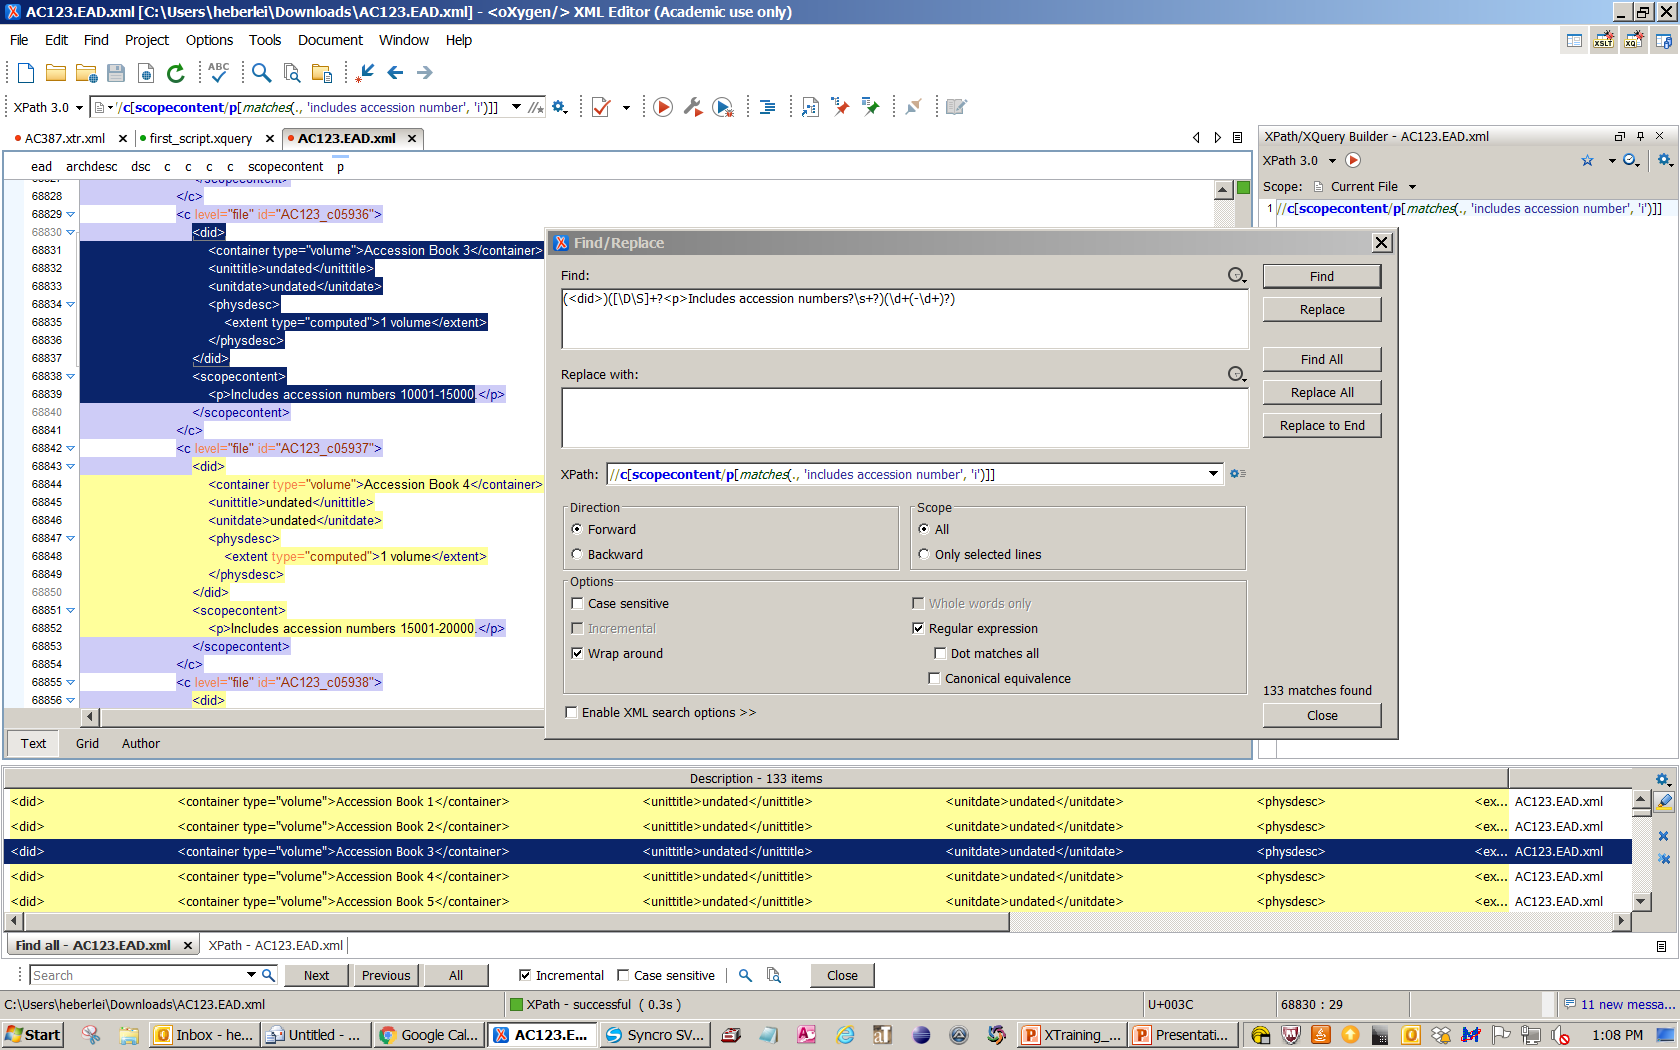 AC123.EAD.xml [C:\Users\heberlei\Downloads\AC123.EAD.xml] - <oXygen/> XML Editor (Academic use only)
File Edit Find Project Options Tools Document Window Help
XPath 3.0 //c[scopecontent/p[matches(., 'includes accession number', 'i')]]
AC387.xtr.xml first_script.xquery AC123.EAD.xml
ead archdesc dsc c c c c scopecontent p
68827 </scopecontent>
68828 </c>
68829 <c level="file" id="AC123_c05936">
68830 <did>
68831 <container type="volume">Accession Book 3</container>
68832 <unittitle>undated</unittitle>
68833 <unitdate>undated</unitdate>
68834 <physdesc>
68835 <extent type="computed">1 volume</extent>
68836 </physdesc>
68837 </did>
68838 <scopecontent>
68839 <p>Includes accession numbers 10001-15000.</p>
68840 </scopecontent>
68841 </c>
68842 <c level="file" id="AC123_c05937">
68843 <did>
68844 <container type="volume">Accession Book 4</container>
68845 <unittitle>undated</unittitle>
68846 <unitdate>undated</unitdate>
68847 <physdesc>
68848 <extent type="computed">1 volume</extent>
68849 </physdesc>
68850 </did>
68851 <scopecontent>
68852 <p>Includes accession numbers 15001-20000.</p>
68853 </scopecontent>
68854 </c>
68855 <c level="file" id="AC123_c05938">
68856 <did>
Text Grid Author
XPath/XQuery Builder - AC123.EAD.xml
XPath 3.0
Scope: Current File
1 //c[scopecontent/p[matches(., 'includes accession number', 'i')]]
Find/Replace
Find:
(<did>)([\D\S]+?<p>Includes accession numbers?\s+?)(\d+(-\d+)?)
Replace with:
XPath: //c[scopecontent/p[matches(., 'includes accession number', 'i')]]
Direction
Forward
Backward
Scope
All
Only selected lines
Options
Case sensitive Whole words only
Incremental Regular expression
Wrap around Dot matches all
Canonical equivalence
Enable XML search options >>
Find
Replace
Find All
Replace All
Replace to End
133 matches found
Close
Description - 133 items
<did> <container type="volume">Accession Book 1</container> <unittitle>undated</unittitle> <unitdate>undated</unitdate> <physdesc> <ex... AC123.EAD.xml
<did> <container type="volume">Accession Book 2</container> <unittitle>undated</unittitle> <unitdate>undated</unitdate> <physdesc> <ex... AC123.EAD.xml
<did> <container type="volume">Accession Book 3</container> <unittitle>undated</unittitle> <unitdate>undated</unitdate> <physdesc> <ex... AC123.EAD.xml
<did> <container type="volume">Accession Book 4</container> <unittitle>undated</unittitle> <unitdate>undated</unitdate> <physdesc> <ex... AC123.EAD.xml
<did> <container type="volume">Accession Book 5</container> <unittitle>undated</unittitle> <unitdate>undated</unitdate> <physdesc> <ex... AC123.EAD.xml
Find all - AC123.EAD.xml XPath - AC123.EAD.xml
Search Next Previous All Incremental Case sensitive Close
C:\Users\heberlei\Downloads\AC123.EAD.xml XPath - successful ( 0.3s ) U+003C 68830 : 29 11 new messa...
Start Inbox - he... Untitled - ... Google Cal... AC123.E... Syncro SV... XTraining_... Presentati... 1:08 PM